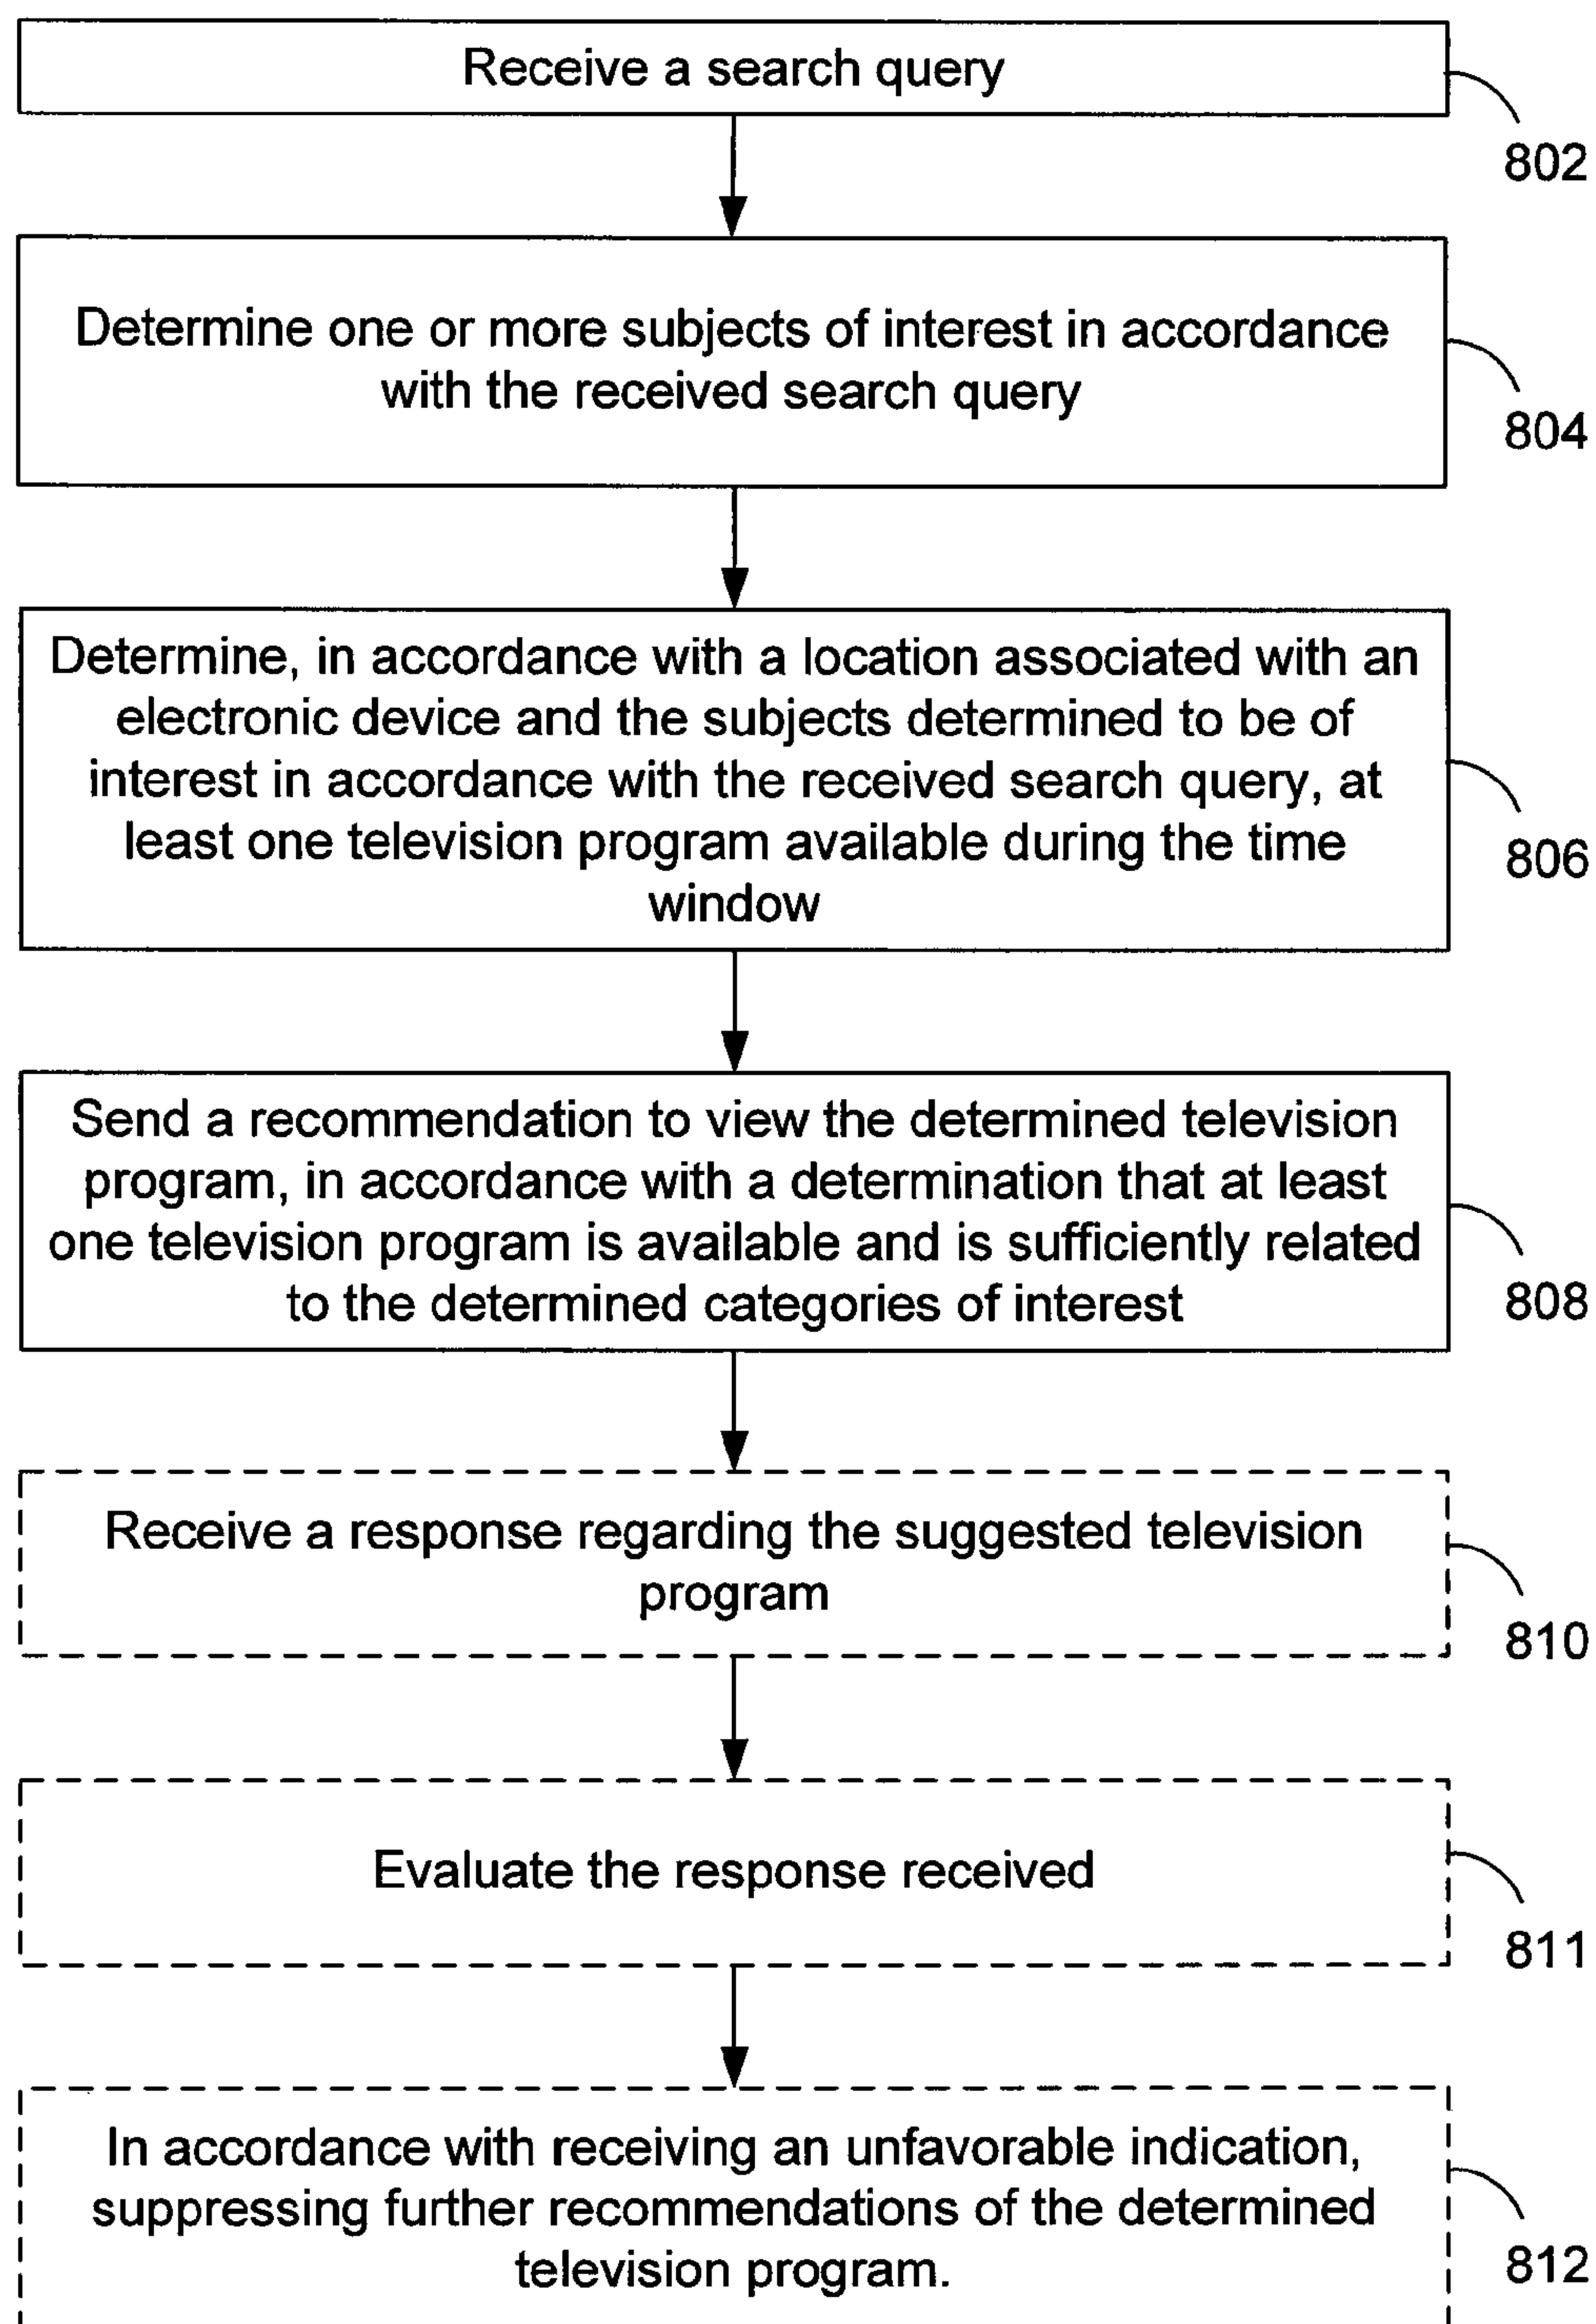 Receive a search query
802
Determine one or more subjects of interest in accordance
with the received search query
804
Determine, in accordance with a location associated with an
electronic device and the subjects determined to be of
interest in accordance with the received search query, at
least one television program available during the time
window
806
Send a recommendation to view the determined television
program, in accordance with a determination that at least
one television program is available and is sufficiently related
to the determined categories of interest
808
Receive a response regarding the suggested television
program
810
Evaluate the response received
811
In accordance with receiving an unfavorable indication,
suppressing further recommendations of the determined
television program.
812